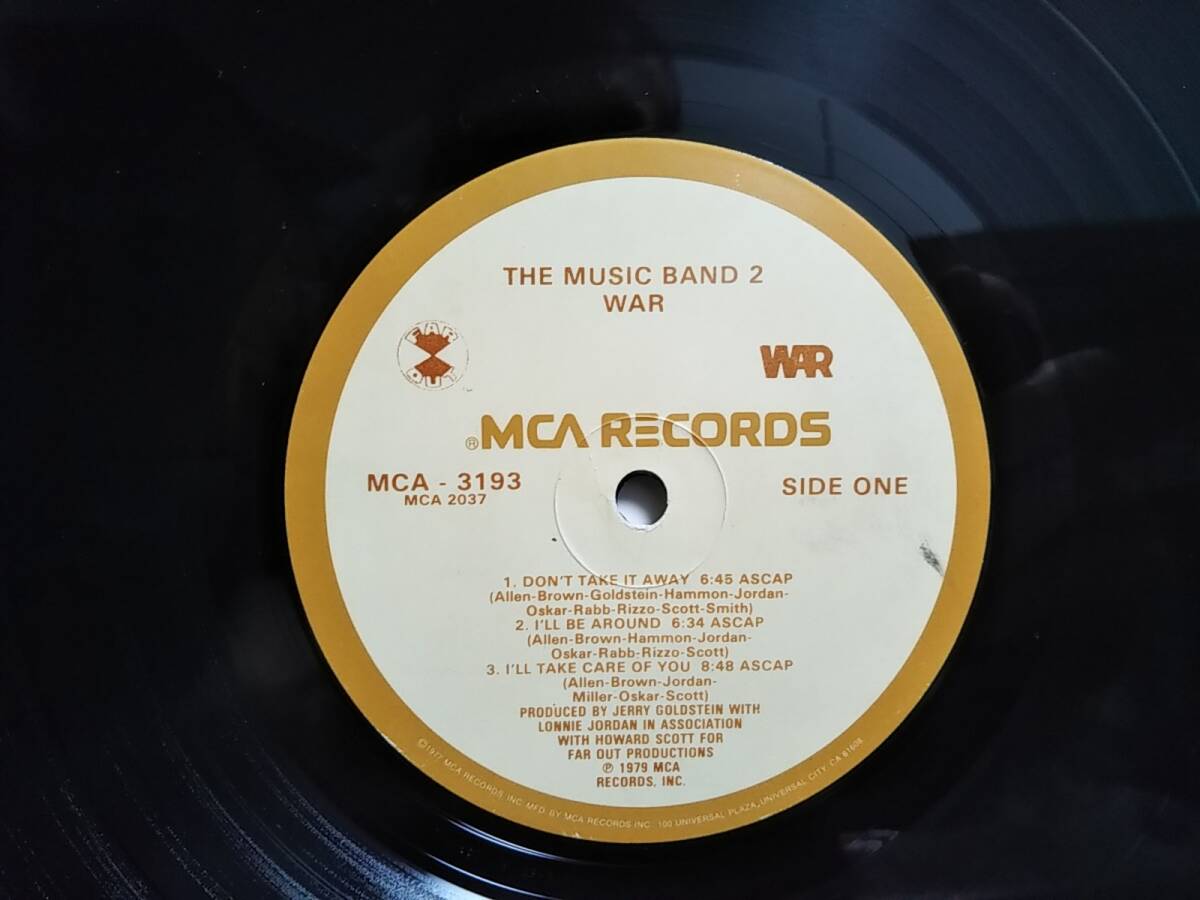 THE MUSIC BAND 2
WAR
FAR OUT
WAR
®MCA RECORDS
MCA - 3193
MCA 2037
SIDE ONE
1. DON'T TAKE IT AWAY 6:45 ASCAP
(Allen-Brown-Goldstein-Hammon-Jordan-
Oskar-Rabb-Rizzo-Scott-Smith)
2. I'LL BE AROUND 6:34 ASCAP
(Allen-Brown-Hammon-Jordan-
Oskar-Rabb-Rizzo-Scott)
3. I'LL TAKE CARE OF YOU 8:48 ASCAP
(Allen-Brown-Jordan-
Miller-Oskar-Scott)
PRODUCED BY JERRY GOLDSTEIN WITH
LONNIE JORDAN IN ASSOCIATION
WITH HOWARD SCOTT FOR
FAR OUT PRODUCTIONS
℗ 1979 MCA
RECORDS, INC.
©1977 MCA RECORDS, INC. MFD. BY MCA RECORDS INC. 100 UNIVERSAL PLAZA, UNIVERSAL CITY, CA 91608